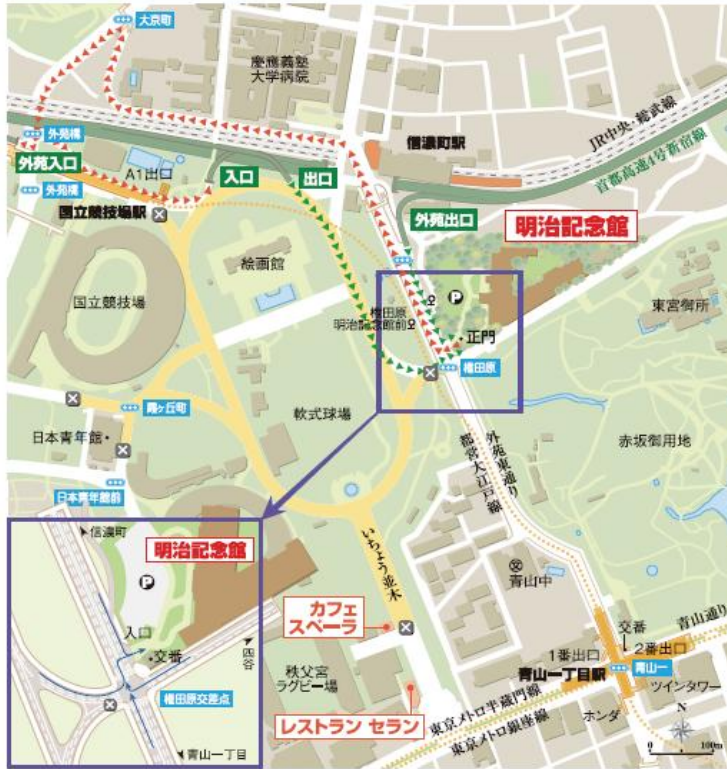 大京町
慶應義塾
大学病院
外苑橋
信濃町駅
JR中央・総武線
首都高速4号新宿線
外苑入口
A1出口
入口
出口
外苑橋
国立競技場駅
外苑出口
明治記念館
絵画館
国立競技場
東宮御所
P
権田原
明治記念館前
正門
権田原
霞ヶ丘町
軟式球場
日本青年館
外苑東通り
都営大江戸線
赤坂御用地
日本青年館前
信濃町
明治記念館
P
いちょう並木
文
青山中
入口
四谷
交番
カフェ
スペーラ
青山通り
交番
1番出口
2番出口
権田原交差点
秩父宮
ラグビー場
青山一丁目駅
青山一
ツインタワー
レストラン セラン
東京メトロ半蔵門線
東京メトロ銀座線
ホンダ
N
青山一丁目
0
100m